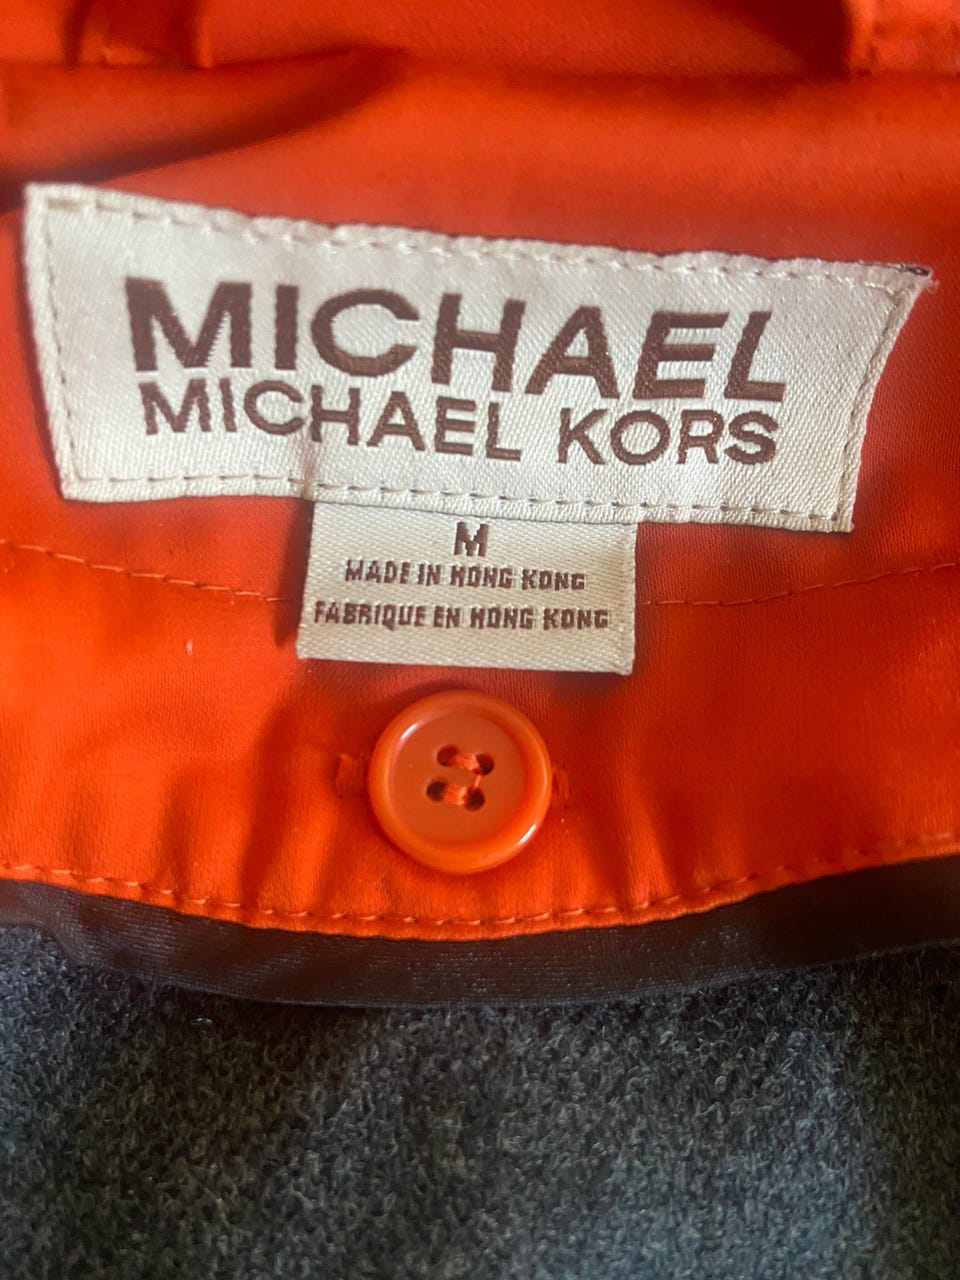 MICHAEL
MICHAEL KORS
M
MADE IN HONG KONG
FABRIQUE EN HONG KONG